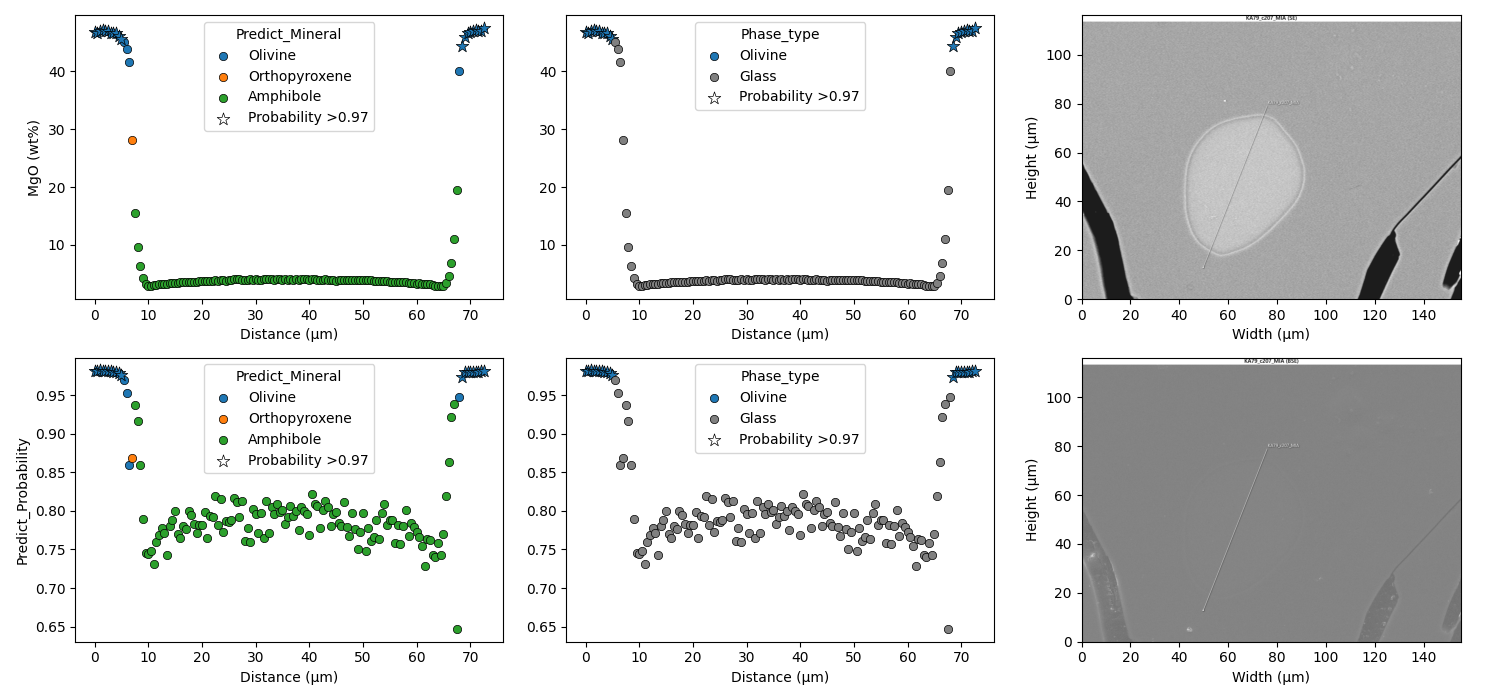 Predict_Mineral
Olivine
Orthopyroxene
Amphibole
Probability >0.97
MgO (wt%)
40
30
20
10
0 10 20 30 40 50 60 70
Distance (µm)
Phase_type
Olivine
Glass
Probability >0.97
40
30
20
10
0 10 20 30 40 50 60 70
Distance (µm)
KA79_c207_MIA (SE)
Height (µm)
100
80
60
40
20
0
0 20 40 60 80 100 120 140
Width (µm)
Predict_Mineral
Olivine
Orthopyroxene
Amphibole
Probability >0.97
Predict_Probability
0.95
0.90
0.85
0.80
0.75
0.70
0.65
0 10 20 30 40 50 60 70
Distance (µm)
Phase_type
Olivine
Glass
Probability >0.97
0.95
0.90
0.85
0.80
0.75
0.70
0.65
0 10 20 30 40 50 60 70
Distance (µm)
KA79_c207_MIA (BSE)
Height (µm)
100
80
60
40
20
0
KA79_c207_MIA
0 20 40 60 80 100 120 140
Width (µm)